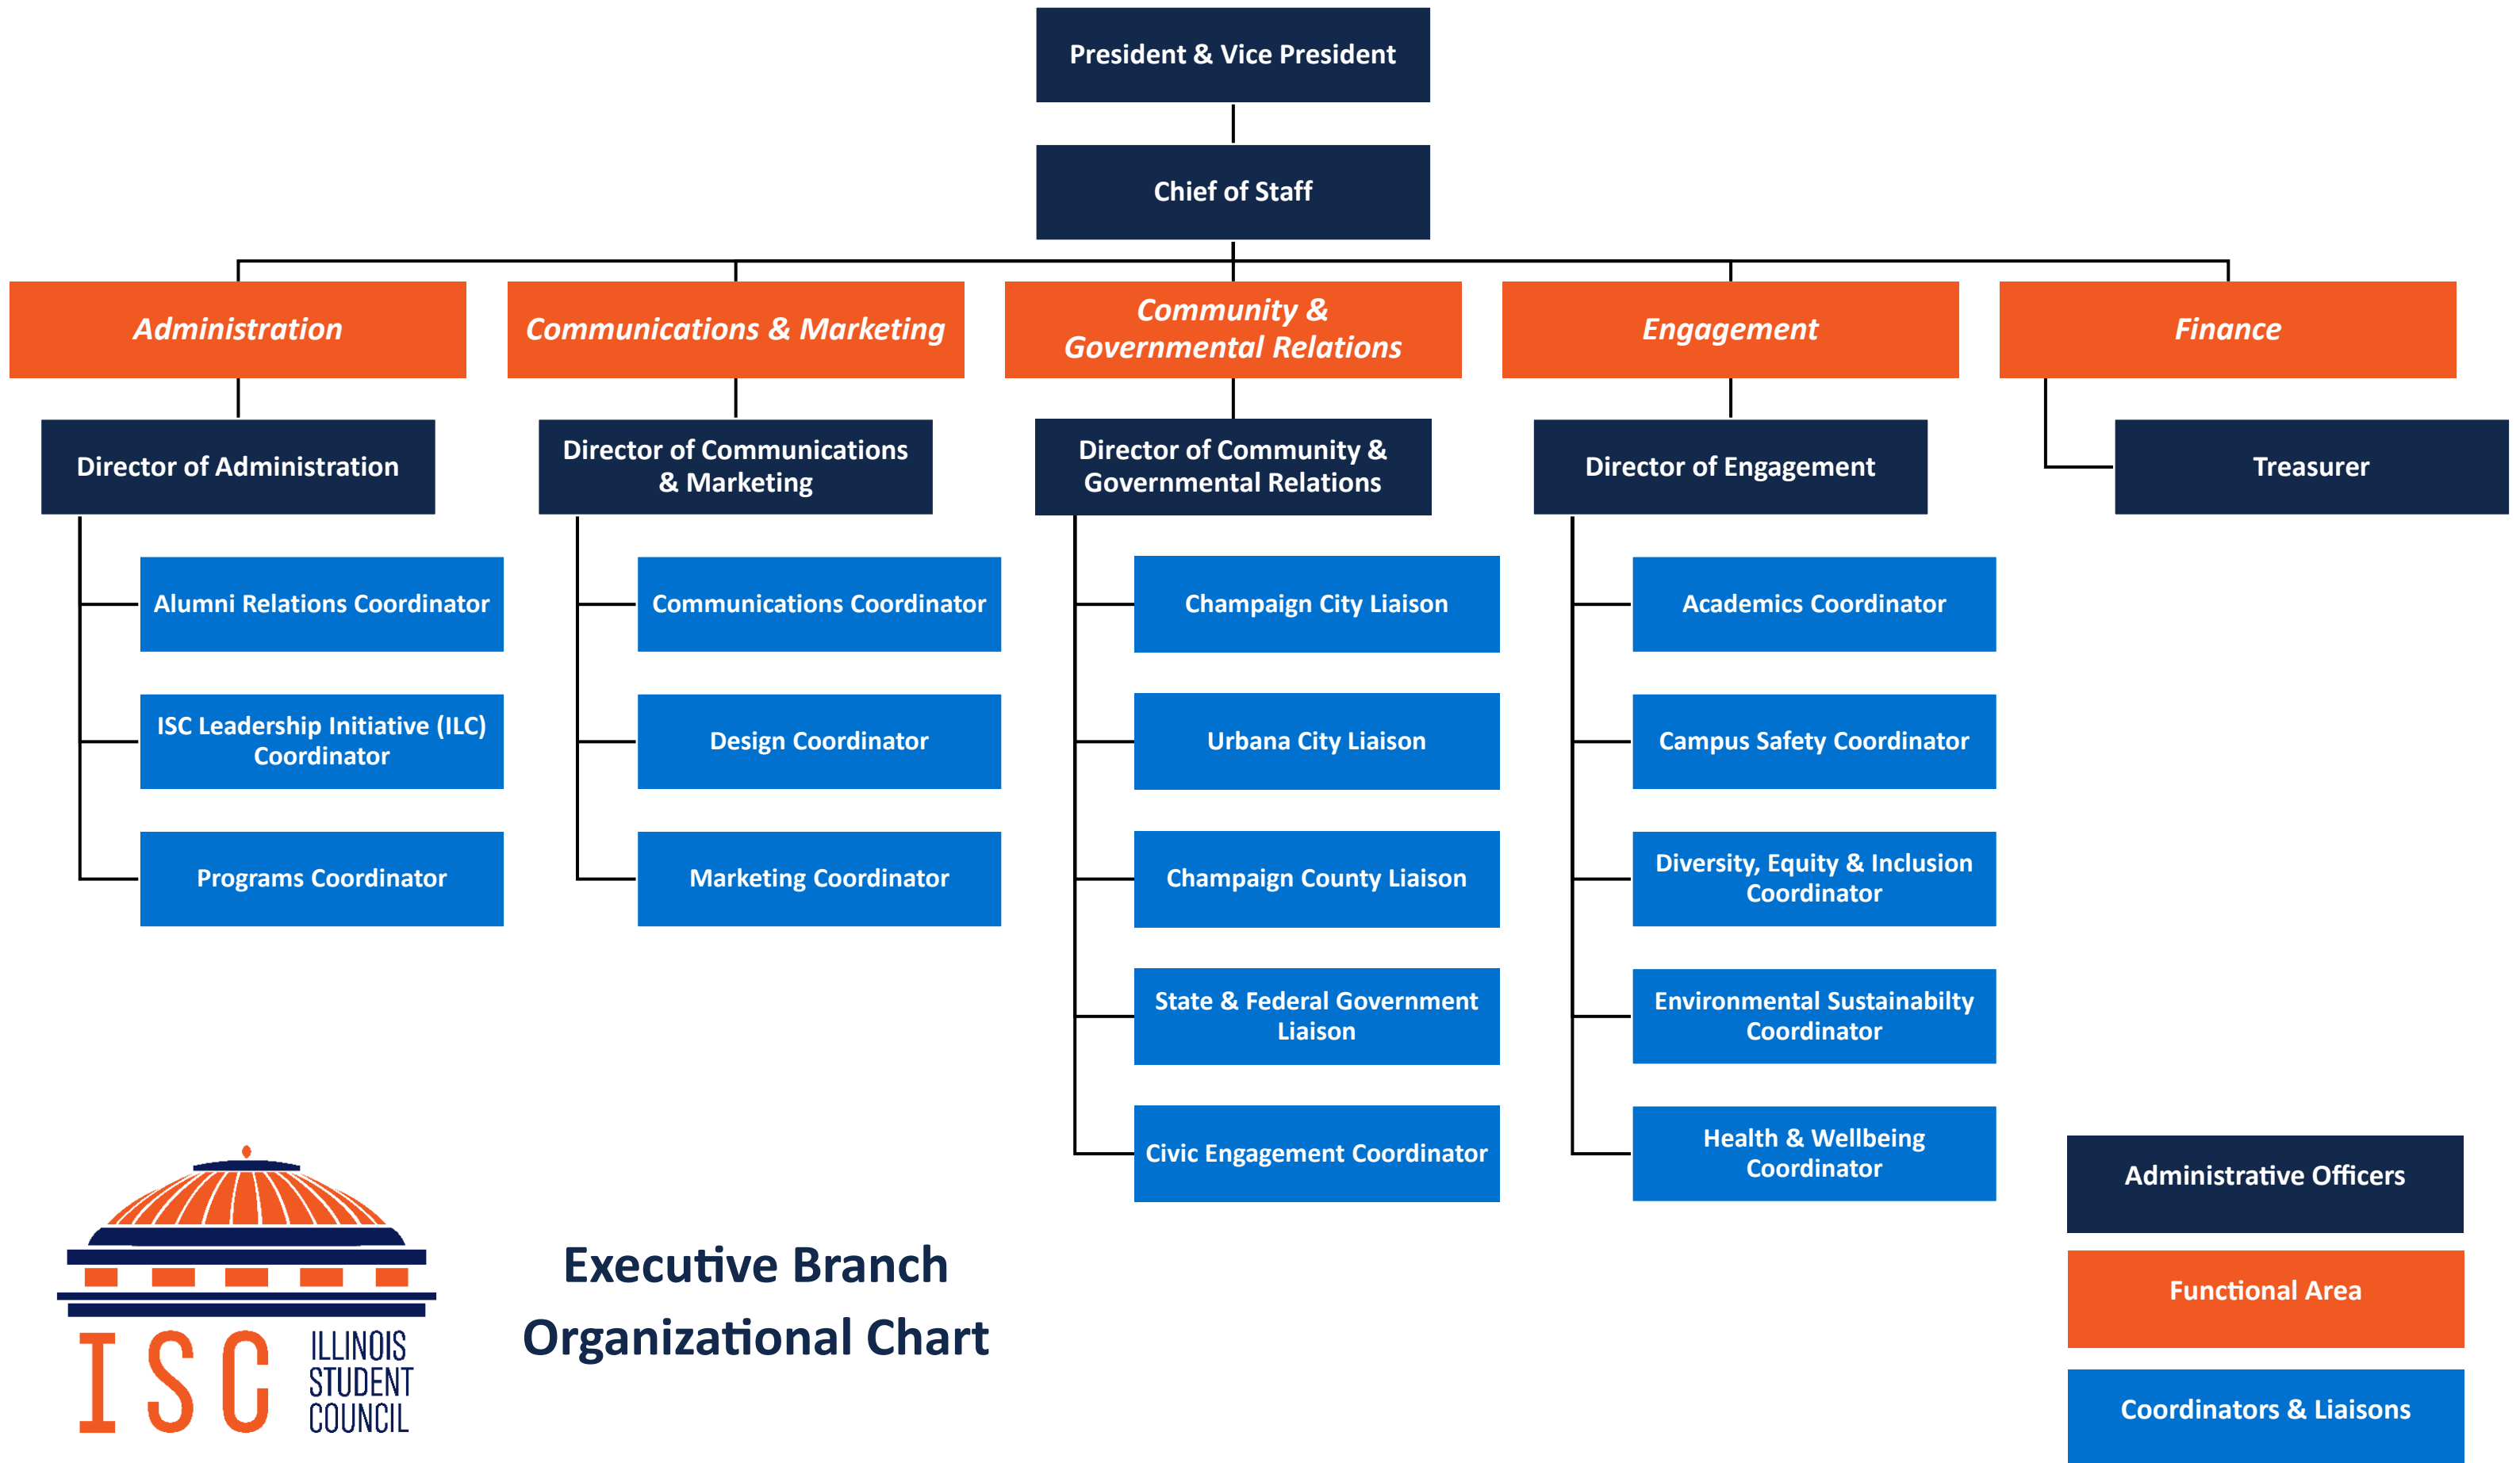 President & Vice President
Chief of Staff
Administration
Communications & Marketing
Community &
Governmental Relations
Engagement
Finance
Director of Administration
Director of Communications
& Marketing
Director of Community &
Governmental Relations
Director of Engagement
Treasurer
Alumni Relations Coordinator
Communications Coordinator
Champaign City Liaison
Academics Coordinator
ISC Leadership Initiative (ILC)
Coordinator
Design Coordinator
Urbana City Liaison
Campus Safety Coordinator
Programs Coordinator
Marketing Coordinator
Champaign County Liaison
Diversity, Equity & Inclusion
Coordinator
State & Federal Government
Liaison
Environmental Sustainabilty
Coordinator
Civic Engagement Coordinator
Health & Wellbeing
Coordinator
Administrative Officers
Functional Area
Coordinators & Liaisons
Executive Branch
Organizational Chart
ISC
ILLINOIS
STUDENT
COUNCIL